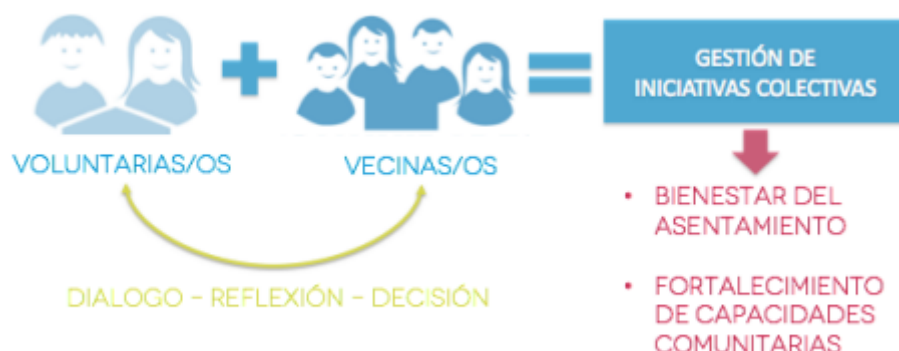 GESTIÓN DE
INICIATIVAS COLECTIVAS
VOLUNTARIAS/OS
VECINAS/OS
DIALOGO – REFLEXIÓN – DECISIÓN
• BIENESTAR DEL
ASENTAMIENTO
• FORTALECIMIENTO
DE CAPACIDADES
COMUNITARIAS